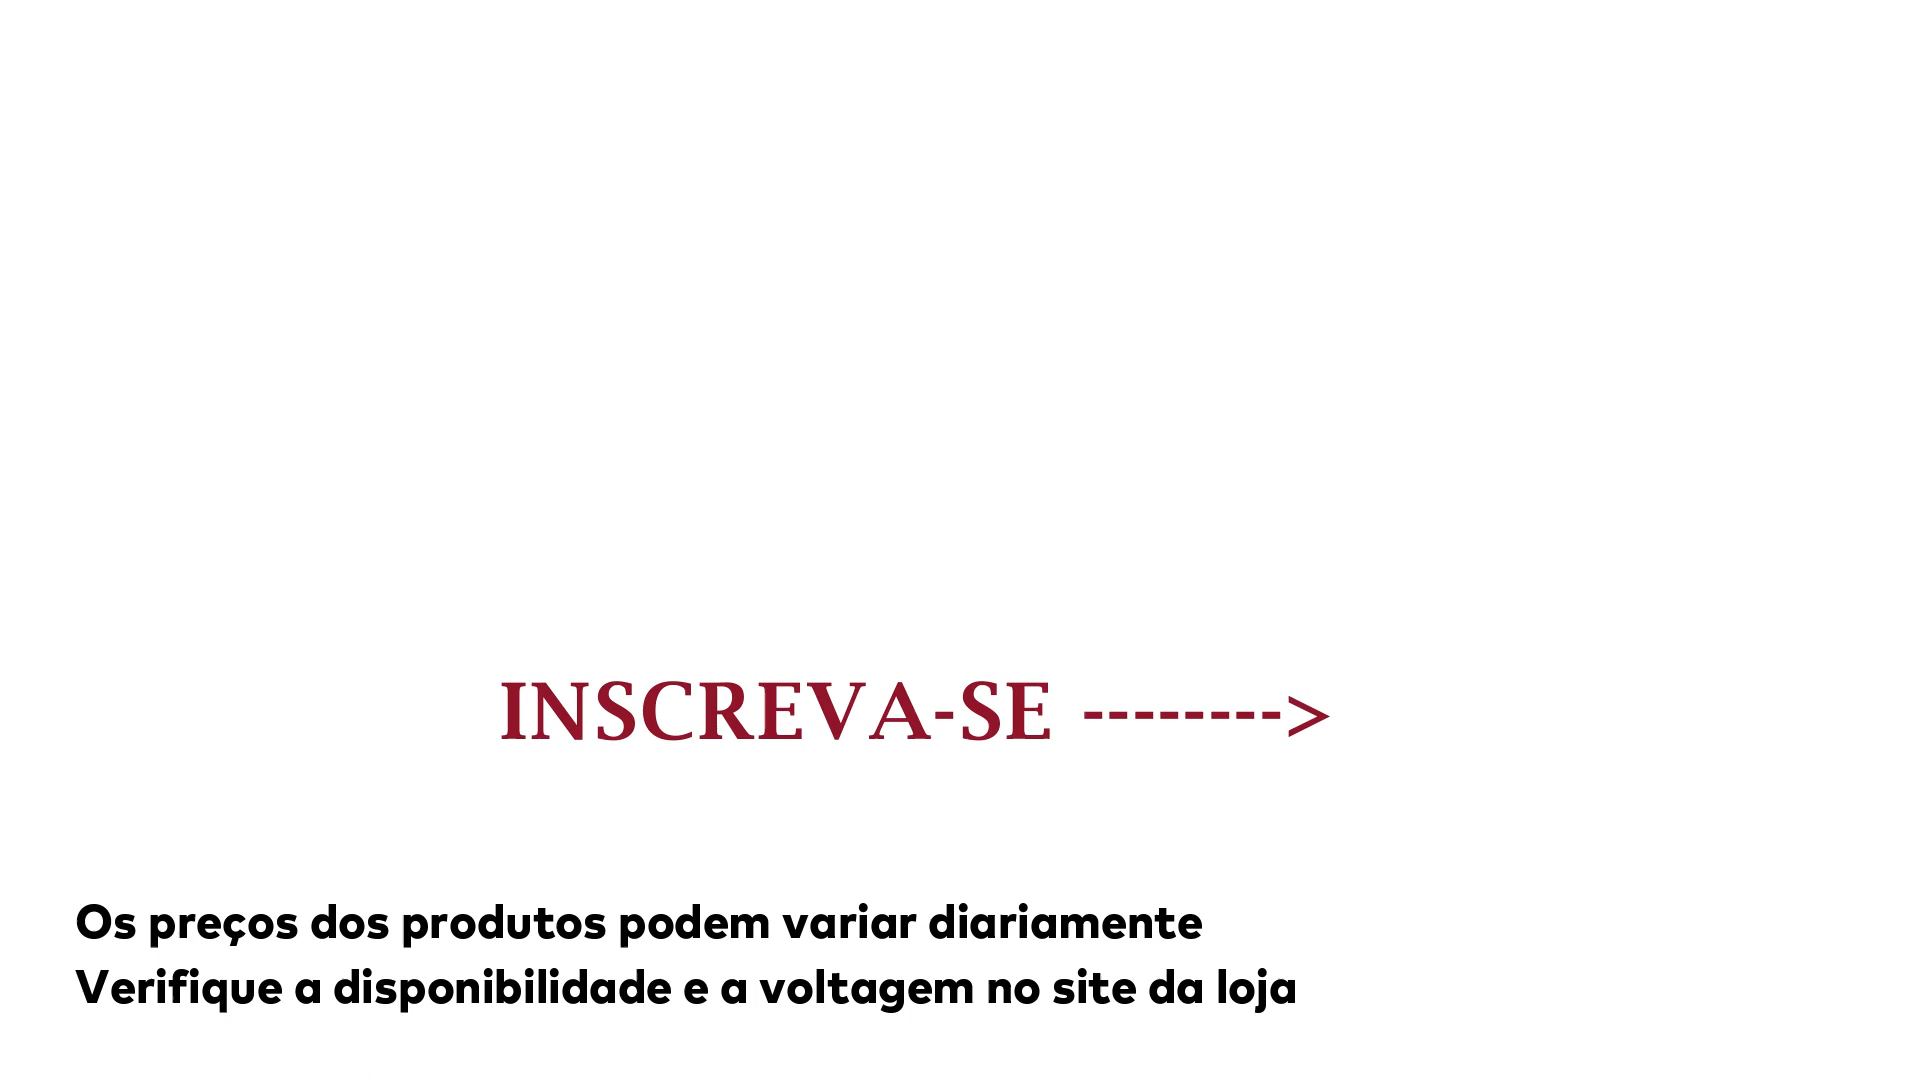 INSCREVA-SE -------->
Os preços dos produtos podem variar diariamente
Verifique a disponibilidade e a voltagem no site da loja